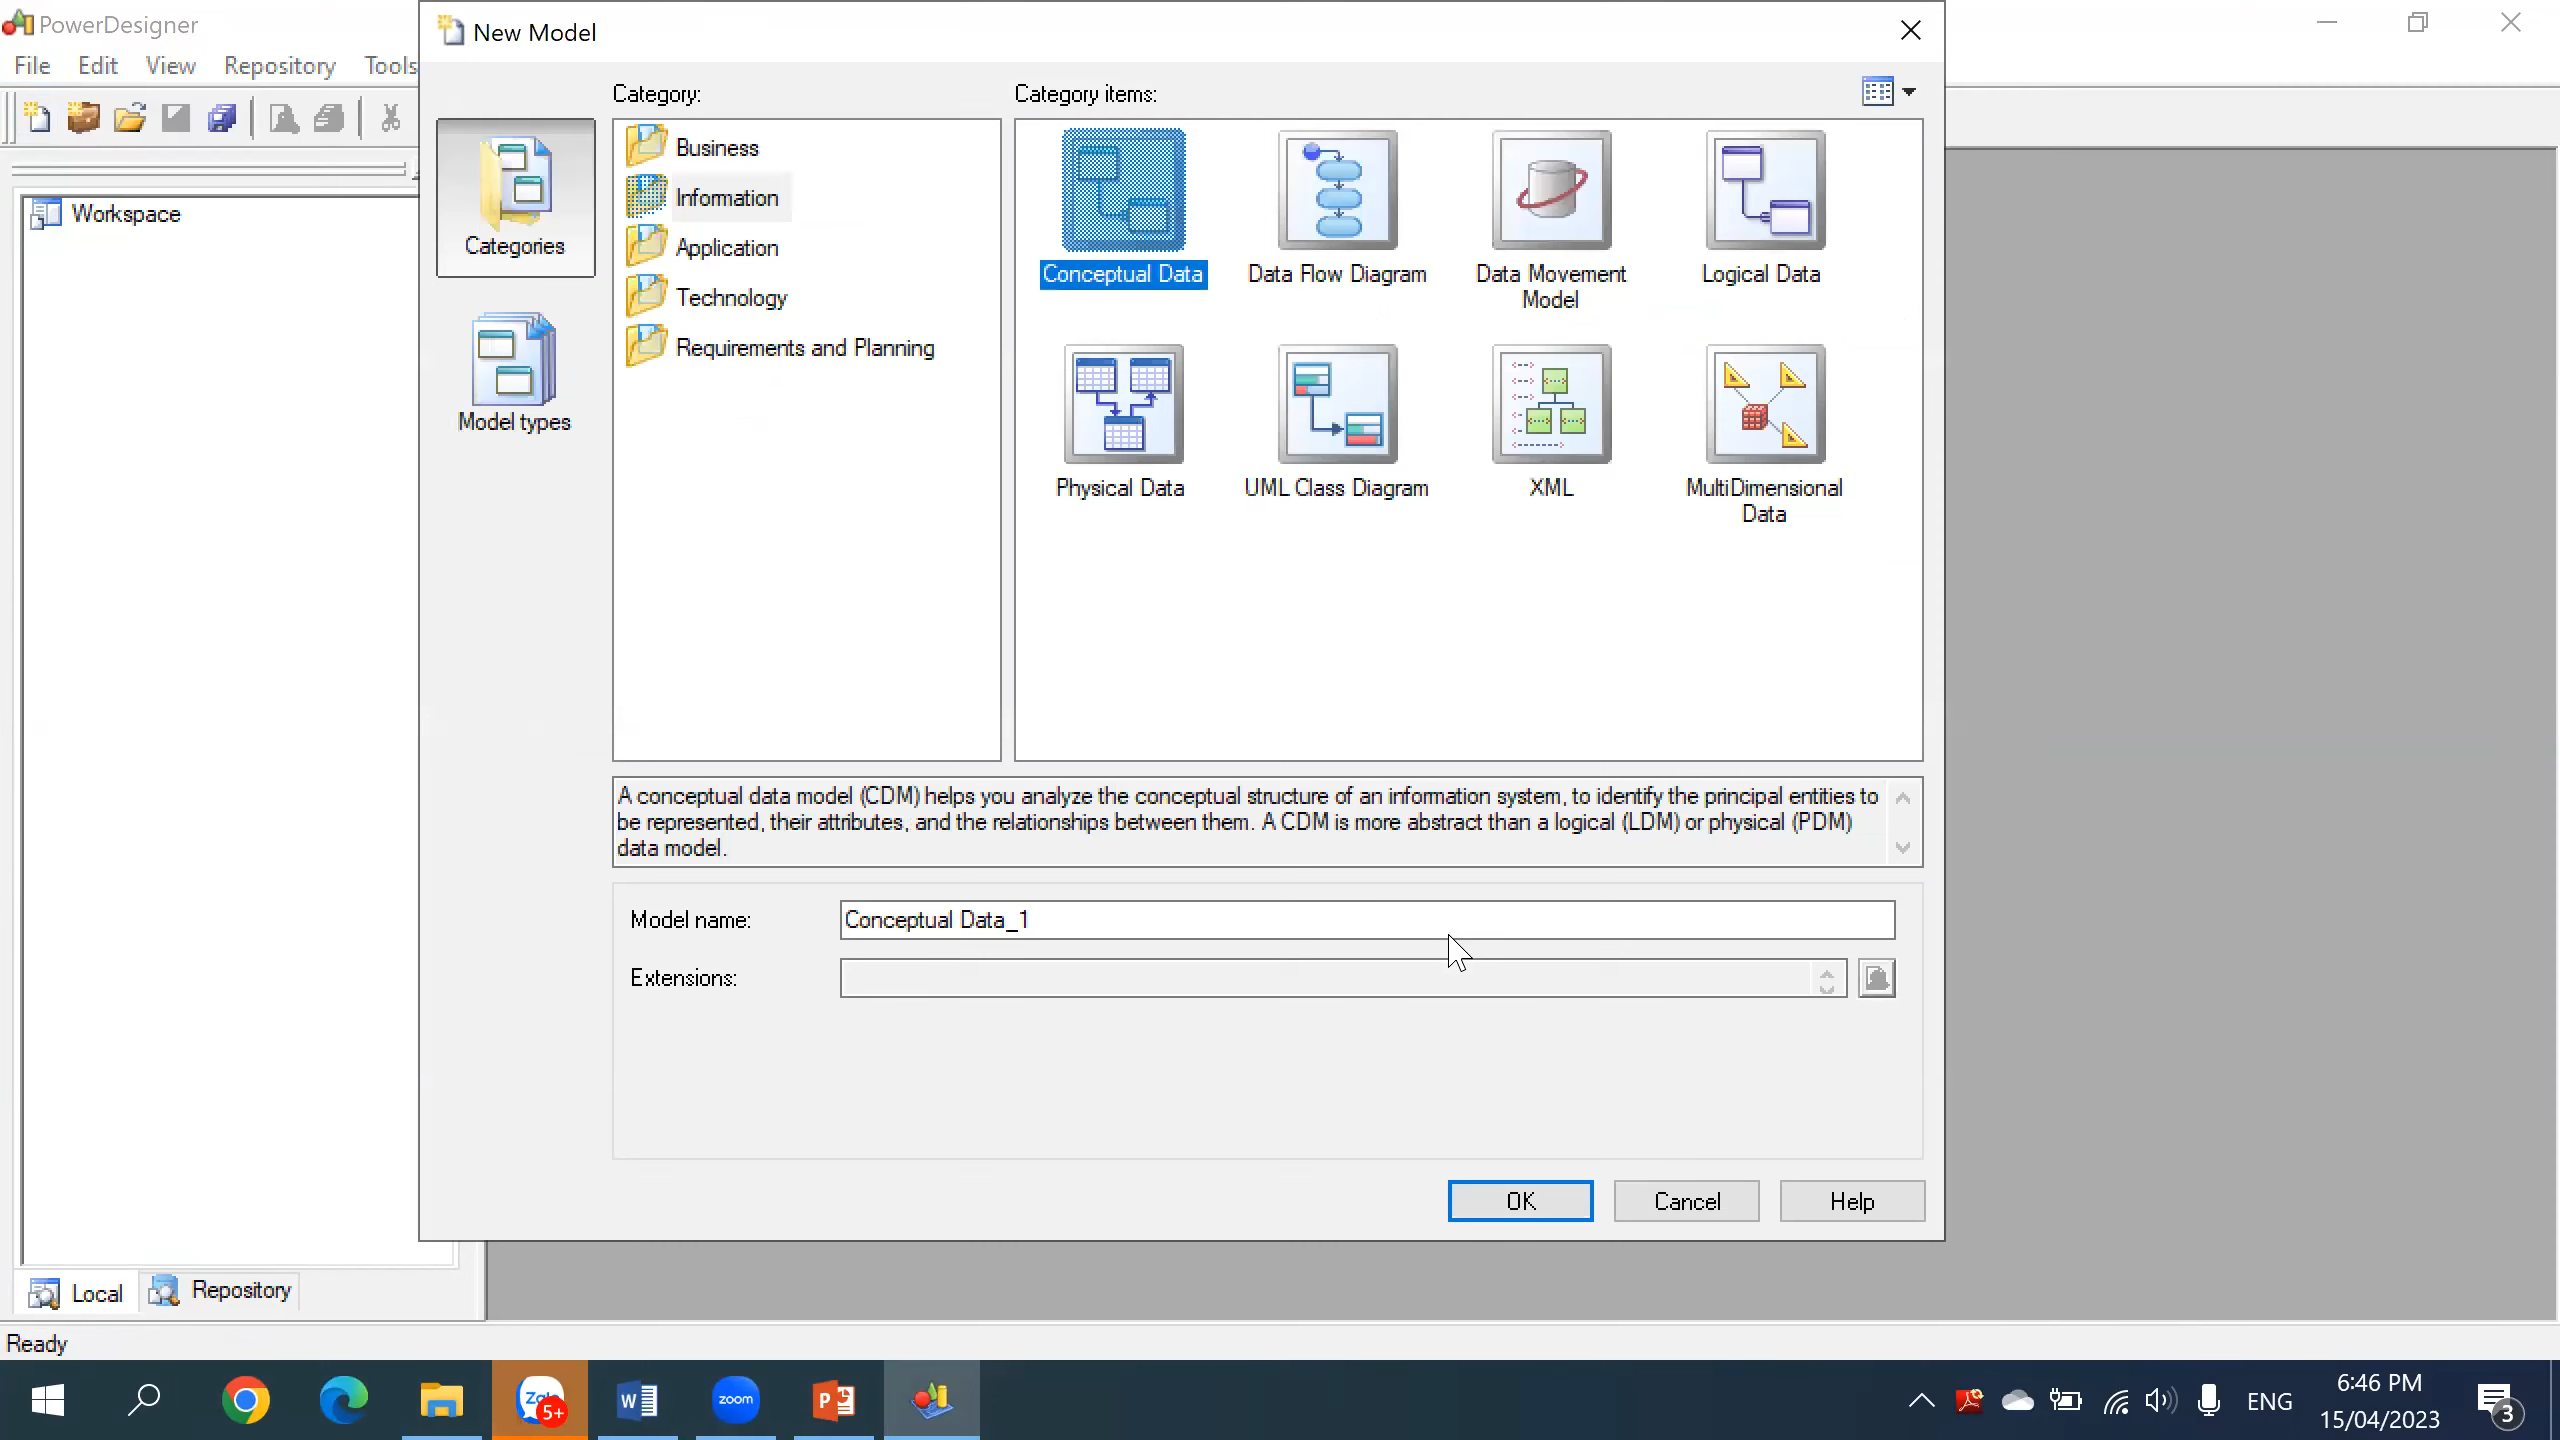 PowerDesigner
File Edit View Repository Tools
New Model
Category:
Category items:
Categories
Model types
Business
Information
Application
Technology
Requirements and Planning
Conceptual Data
Data Flow Diagram
Data Movement
Model
Logical Data
Physical Data
UML Class Diagram
XML
MultiDimensional
Data
Workspace
A conceptual data model (CDM) helps you analyze the conceptual structure of an information system, to identify the principal entities to
be represented, their attributes, and the relationships between them. A CDM is more abstract than a logical (LDM) or physical (PDM)
data model.
Model name:
Conceptual Data_1
Extensions:
OK
Cancel
Help
Local
Repository
Ready
Zalo
5+
W
zoom
P
ENG
6:46 PM
15/04/2023
3